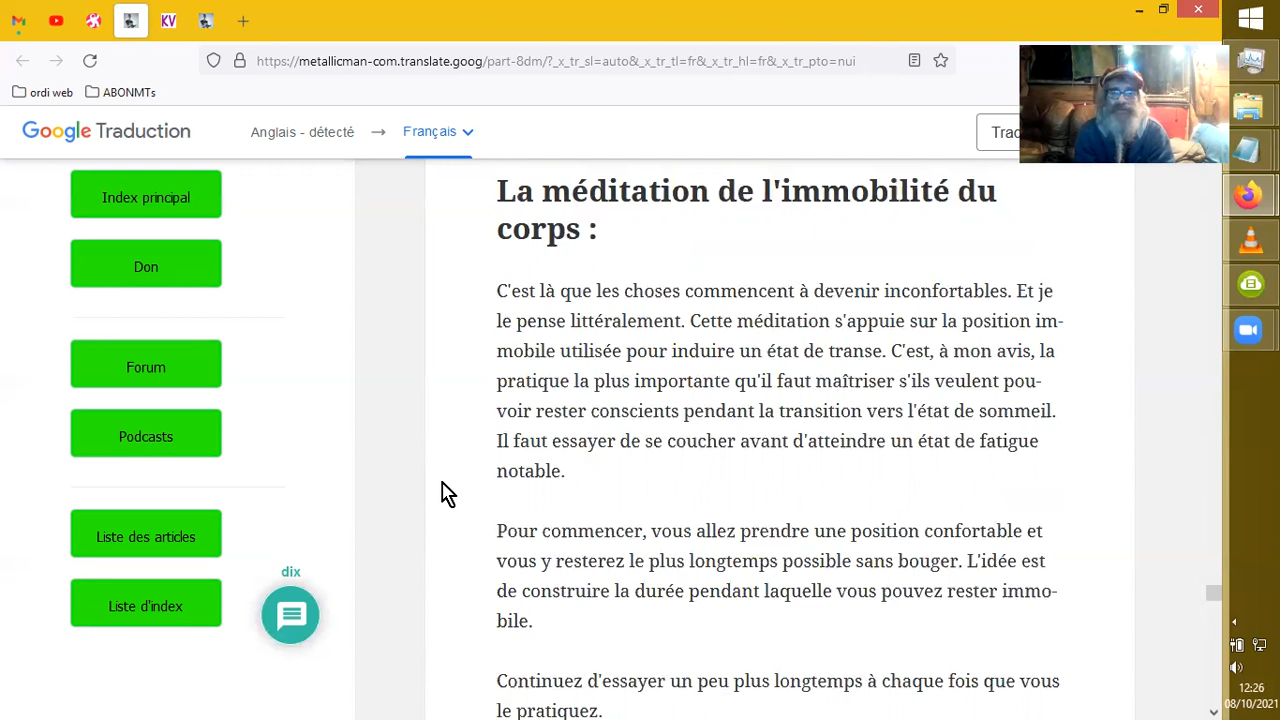 KV
https://metallicman-com.translate.goog/part-8dm/?_x_tr_sl=auto&_x_tr_tl=fr&_x_tr_hl=fr&_x_tr_pto=nui
ordi web
ABONMTs
Google Traduction
Anglais - détecté
Français
Trad
Index principal
Don
Forum
Podcasts
Liste des articles
Liste d'index
dix
La méditation de l'immobilité du
corps :
C'est là que les choses commencent à devenir inconfortables. Et je
le pense littéralement. Cette méditation s'appuie sur la position im-
mobile utilisée pour induire un état de transe. C'est, à mon avis, la
pratique la plus importante qu'il faut maîtriser s'ils veulent pou-
voir rester conscients pendant la transition vers l'état de sommeil.
Il faut essayer de se coucher avant d'atteindre un état de fatigue
notable.
Pour commencer, vous allez prendre une position confortable et
vous y resterez le plus longtemps possible sans bouger. L'idée est
de construire la durée pendant laquelle vous pouvez rester immo-
bile.
Continuez d'essayer un peu plus longtemps à chaque fois que vous
le pratiquez.
12:26
08/10/2021